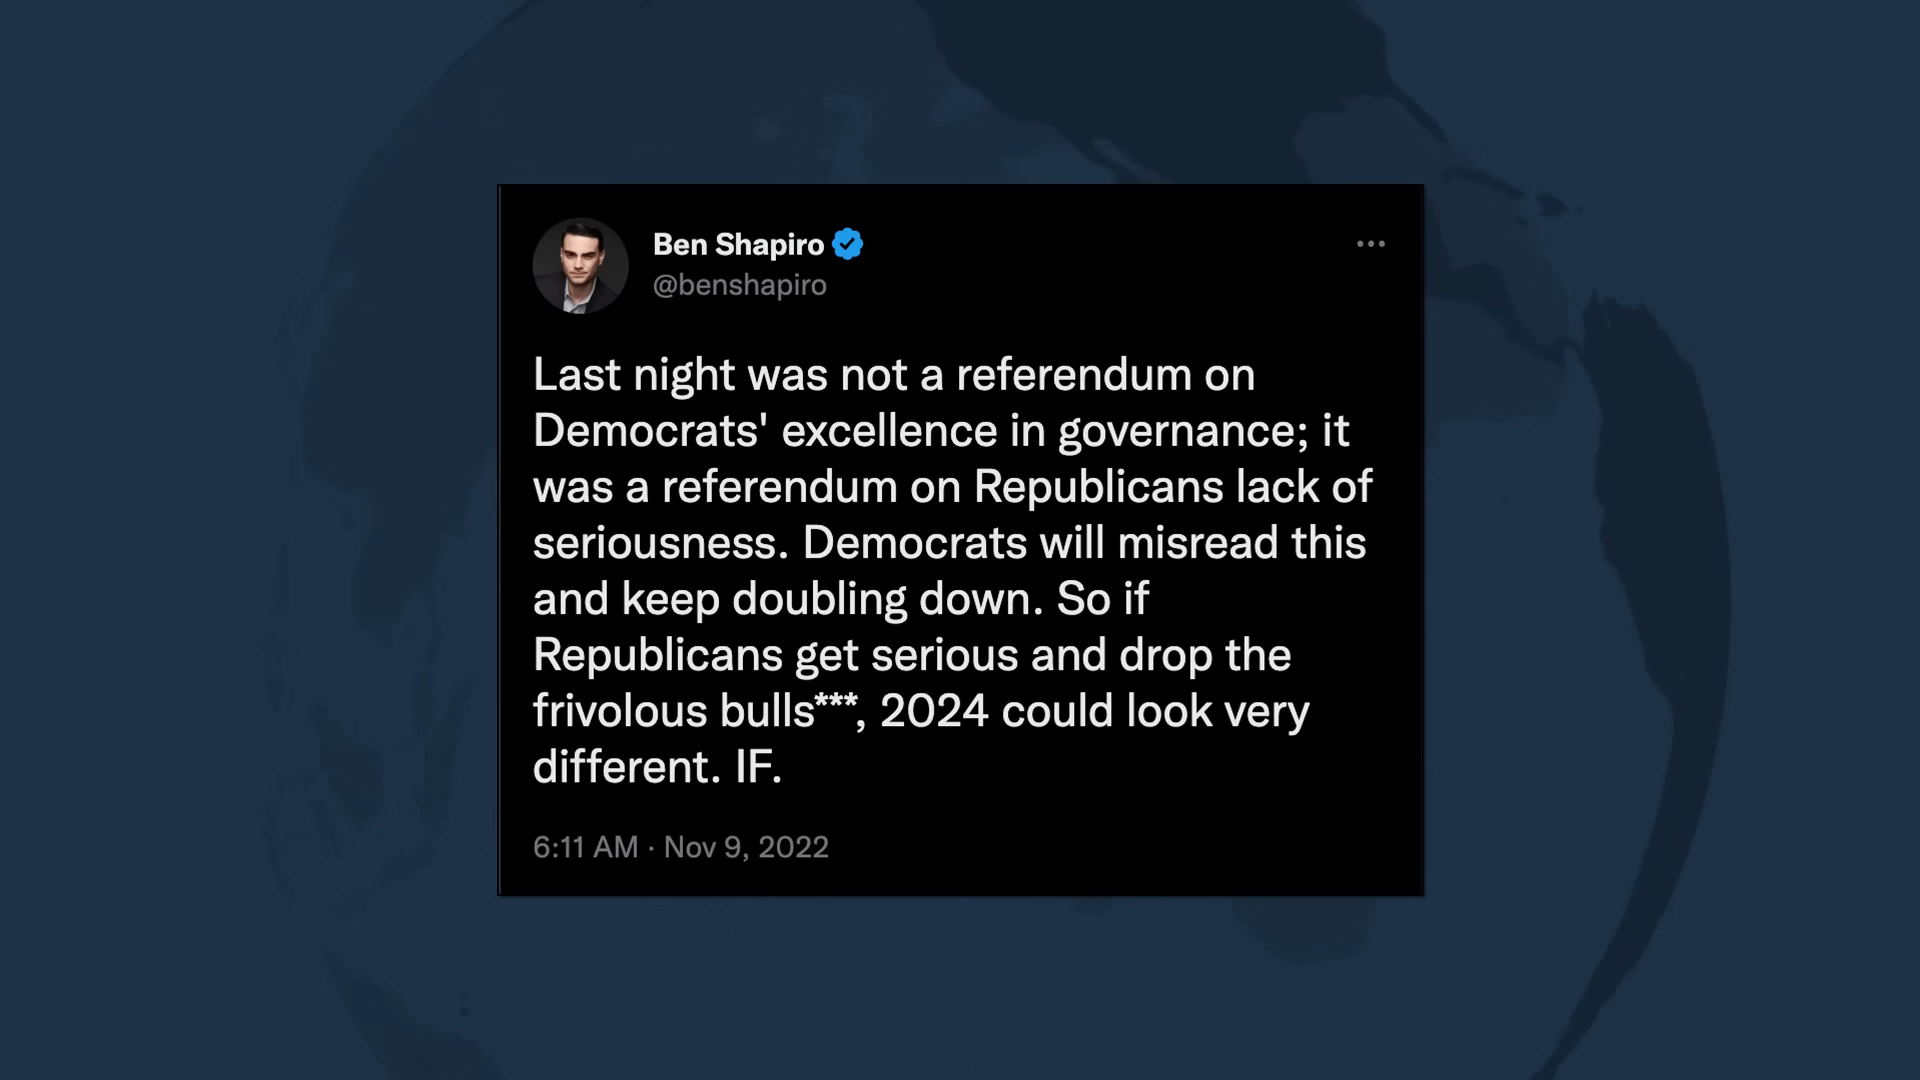 Ben Shapiro
@benshapiro
Last night was not a referendum on
Democrats' excellence in governance; it
was a referendum on Republicans lack of
seriousness. Democrats will misread this
and keep doubling down. So if
Republicans get serious and drop the
frivolous bulls***, 2024 could look very
different. IF.
6:11 AM · Nov 9, 2022